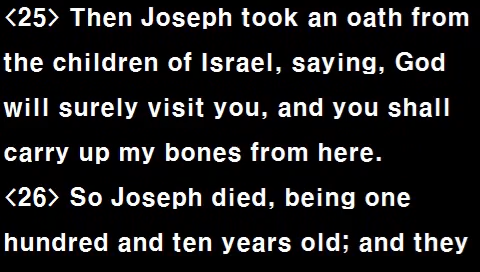 <25> Then Joseph took an oath from
the children of Israel, saying, God
will surely visit you, and you shall
carry up my bones from here.
<26> So Joseph died, being one
hundred and ten years old; and they